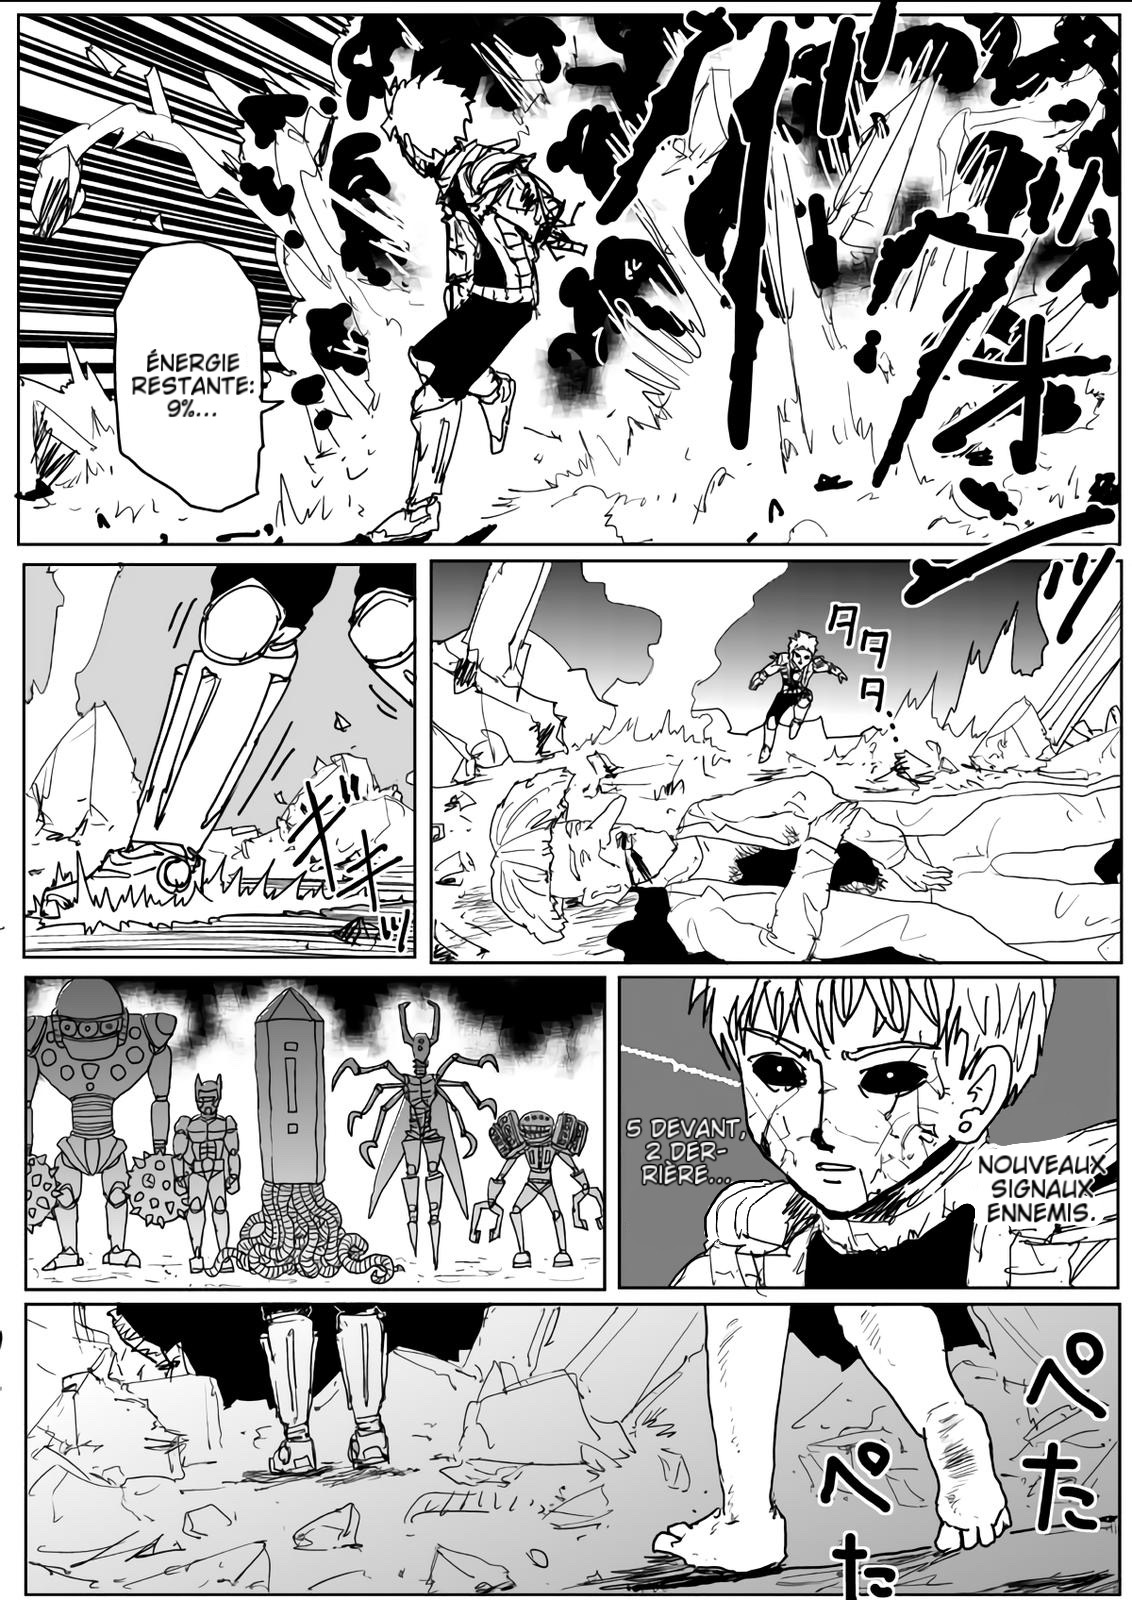 ÉNERGIE
RESTANTE:
9%...
タタ
タ...
NOUVEAUX
SIGNAUX
ENNEMIS.
5 DEVANT,
2 DER-
RIÈRE...
ぺた
ぺた